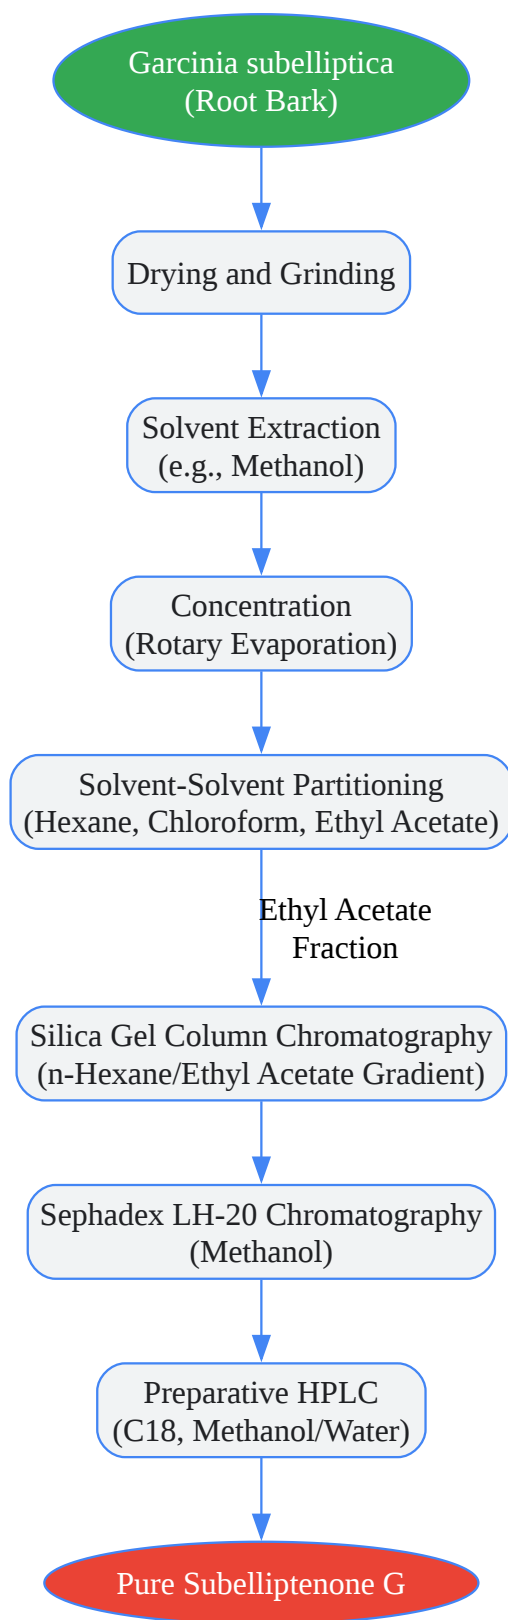 Garcinia subelliptica
(Root Bark)
Drying and Grinding
Solvent Extraction
(e.g., Methanol)
Concentration
(Rotary Evaporation)
Solvent-Solvent Partitioning
(Hexane, Chloroform, Ethyl Acetate)
Ethyl Acetate
Fraction
Silica Gel Column Chromatography
(n-Hexane/Ethyl Acetate Gradient)
Sephadex LH-20 Chromatography
(Methanol)
Preparative HPLC
(C18, Methanol/Water)
Pure Subelliptenone G